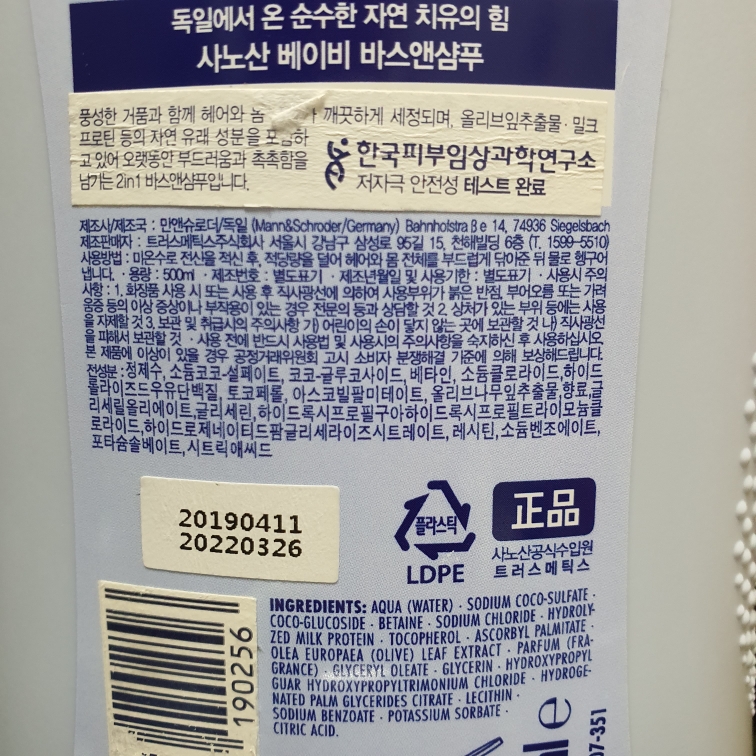 독일에서 온 순수한 자연 치유의 힘
사노산 베이비 바스앤샴푸
풍성한 거품과 함께 헤어와 놈 깨끗하게 세정되며, 올리브잎추출물·밀크
프로틴 등의 자연 유래 성분을 포함하
고 있어 오랫동안 부드러움과 촉촉함을
남기는 2in1 바스앤샴푸입니다.
한국피부임상과학연구소
저자극 안전성 테스트 완료
제조사/제조국 : 만앤슈로더/독일 (Mann&Schroder/Germany) Bahnhofstraße 14, 74936 Siegelsbach
제조판매자 : 트러스메틱스주식회사 서울시 강남구 삼성로 95길 15, 천해빌딩 6층 (T. 1599-5510)
사용방법 : 미온수로 전신을 적신 후, 적당량을 덜어 헤어와 몸 전체를 부드럽게 닦아준 뒤 물로 헹구어
냅니다. · 용량 : 500ml · 제조번호 : 별도표기 · 제조년월일 및 사용기한 : 별도표기 · 사용시 주의
사항 : 1. 화장품 사용 시 또는 사용 후 직사광선에 의하여 사용부위가 붉은 반점, 부어오름 또는 가려
움증 등의 이상 증상이나 부작용이 있는 경우 전문의 등과 상담할 것 2. 상처가 있는 부위 등에는 사용
을 자제할 것 3. 보관 및 취급시의 주의사항 가) 어린이의 손이 닿지 않는 곳에 보관할 것 나) 직사광선
을 피해서 보관할 것 · 사용 전에 반드시 사용법 및 사용시의 주의사항을 숙지하신 후 사용하십시오.
본 제품에 이상이 있을 경우 공정거래위원회 고시 소비자 분쟁해결 기준에 의해 보상해드립니다.
전성분 : 정제수, 소듐코코-설페이트, 코코-글루코사이드, 베타인, 소듐클로라이드, 하이드
롤라이즈드우유단백질, 토코페롤, 아스코빌팔미테이트, 올리브나무잎추출물, 향료, 글
리세릴올리에이트, 글리세린, 하이드록시프로필구아하이드록시프로필트라이모늄클
로라이드, 하이드로제네이티드팜글리세라이즈시트레이트, 레시틴, 소듐벤조에이트,
포타슘솔베이트, 시트릭애씨드
20190411
20220326
플라스틱
LDPE
正品
사노산공식수입원
트러스메틱스
INGREDIENTS: AQUA (WATER) · SODIUM COCO-SULFATE ·
COCO-GLUCOSIDE · BETAINE · SODIUM CHLORIDE · HYDROLY-
ZED MILK PROTEIN · TOCOPHEROL · ASCORBYL PALMITATE ·
OLEA EUROPAEA (OLIVE) LEAF EXTRACT · PARFUM (FRA-
GRANCE) · GLYCERYL OLEATE · GLYCERIN · HYDROXYPROPYL
GUAR HYDROXYPROPYLTRIMONIUM CHLORIDE · HYDROGE-
NATED PALM GLYCERIDES CITRATE · LECITHIN ·
SODIUM BENZOATE · POTASSIUM SORBATE ·
CITRIC ACID.
190256
7-351